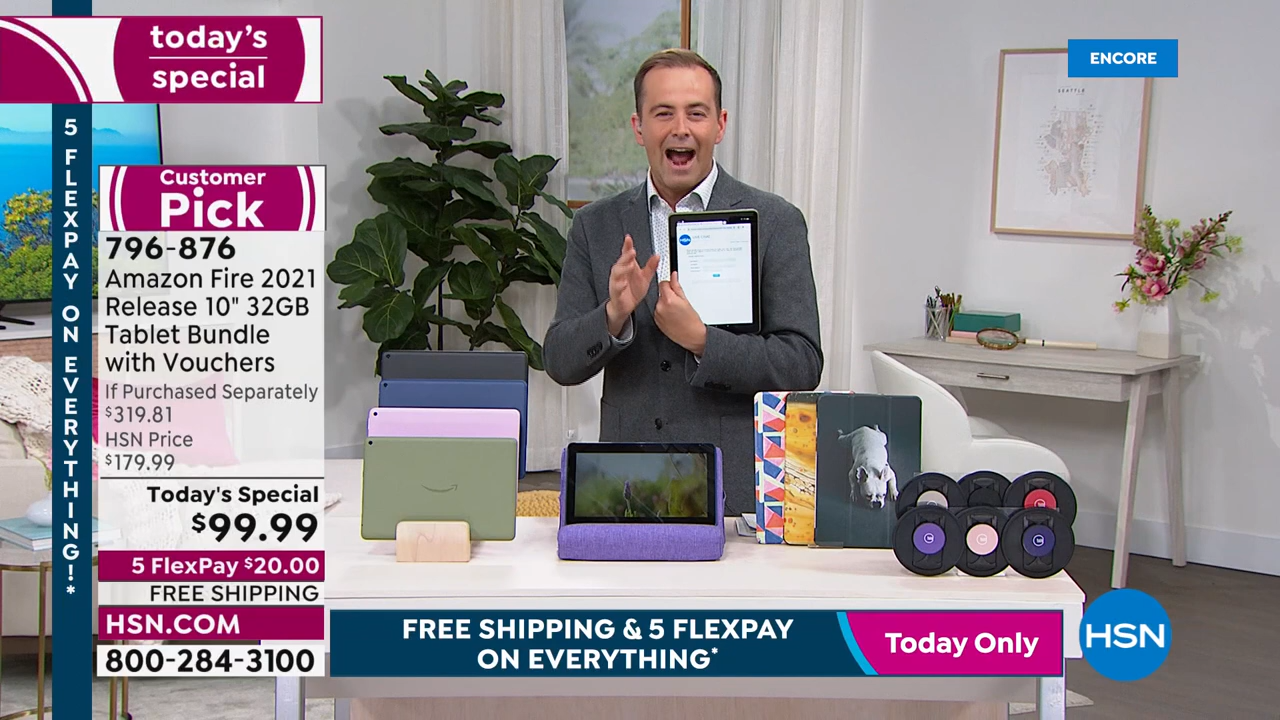 today's
special
ENCORE
SEATTLE
5 FLEXPAY ON EVERYTHING!*
Customer
Pick
796-876
Amazon Fire 2021
Release 10" 32GB
Tablet Bundle
with Vouchers
If Purchased Separately
$319.81
HSN Price
$179.99
Today's Special
$99.99
5 FlexPay $20.00
FREE SHIPPING
HSN.COM
800-284-3100
HSN
FREE SHIPPING & 5 FLEXPAY
ON EVERYTHING*
Today Only
HSN